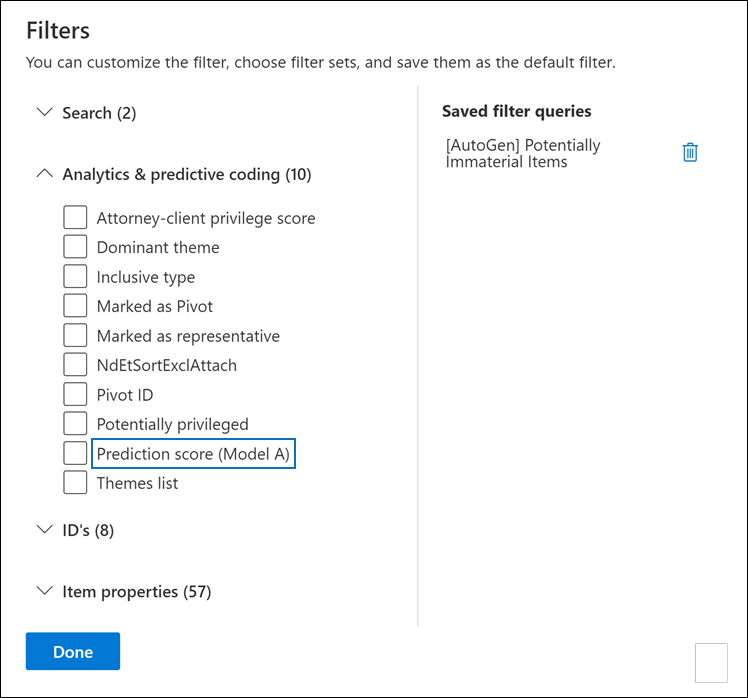 Filters
You can customize the filter, choose filter sets, and save them as the default filter.
Search (2)
Analytics & predictive coding (10)
Attorney-client privilege score
Dominant theme
Inclusive type
Marked as Pivot
Marked as representative
NdEtSortExclAttach
Pivot ID
Potentially privileged
Prediction score (Model A)
Themes list
ID's (8)
Item properties (57)
Done
Saved filter queries
[AutoGen] Potentially
Immaterial Items